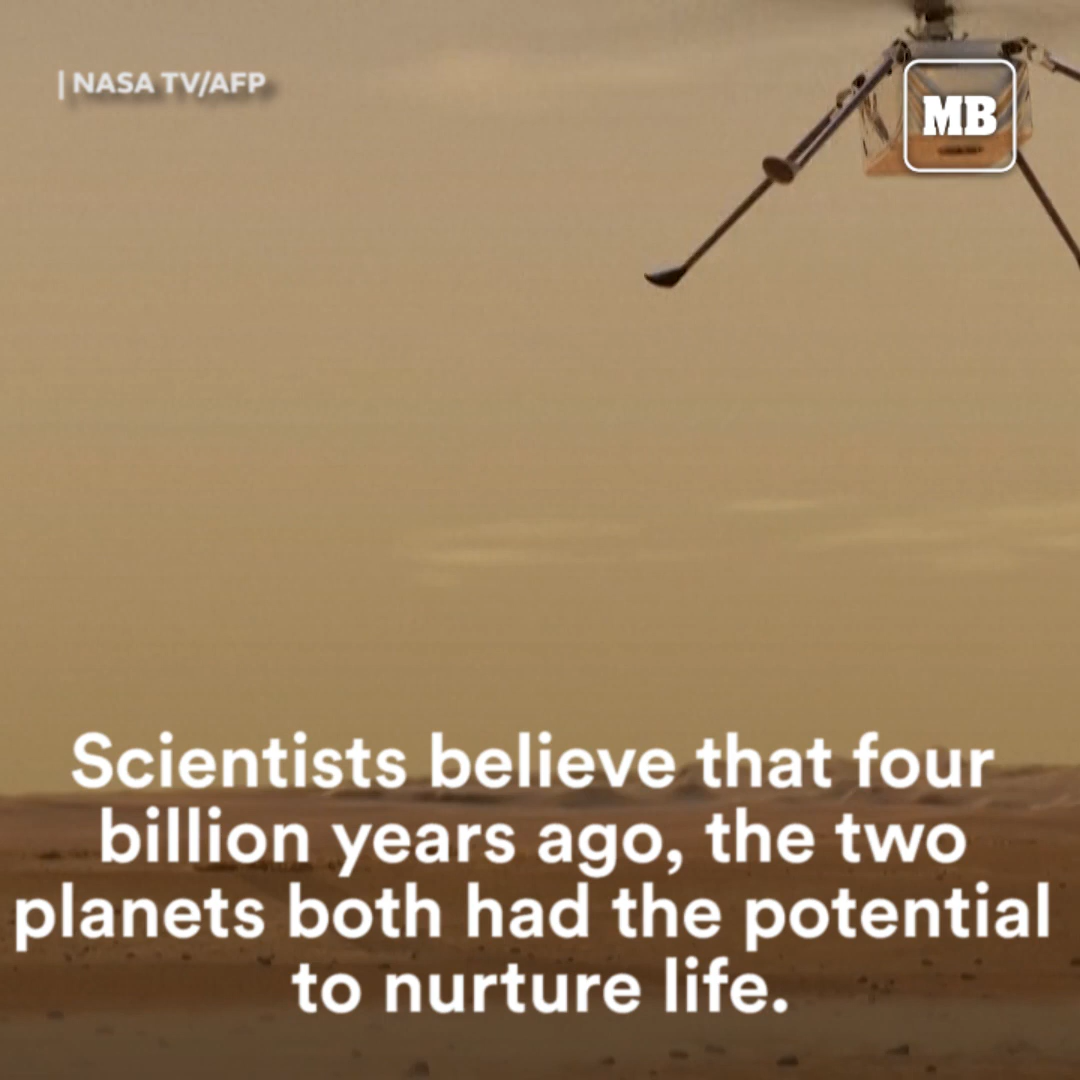 | NASA TV/AFP
MB
Scientists believe that four
billion years ago, the two
planets both had the potential
to nurture life.